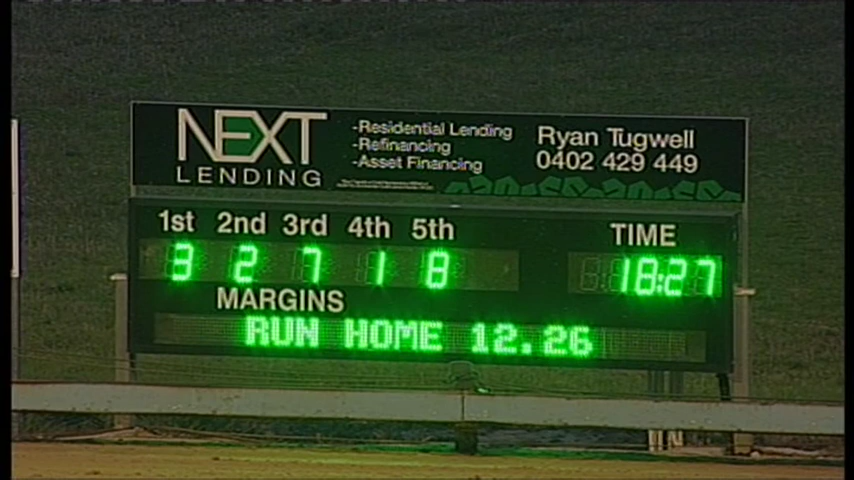 NEXT
LENDING
-Residential Lending
-Refinancing
-Asset Financing
Ryan Tugwell
0402 429 449
1st 2nd 3rd 4th 5th TIME
3 2 7 1 8 18:27
MARGINS
RUN HOME 12.26